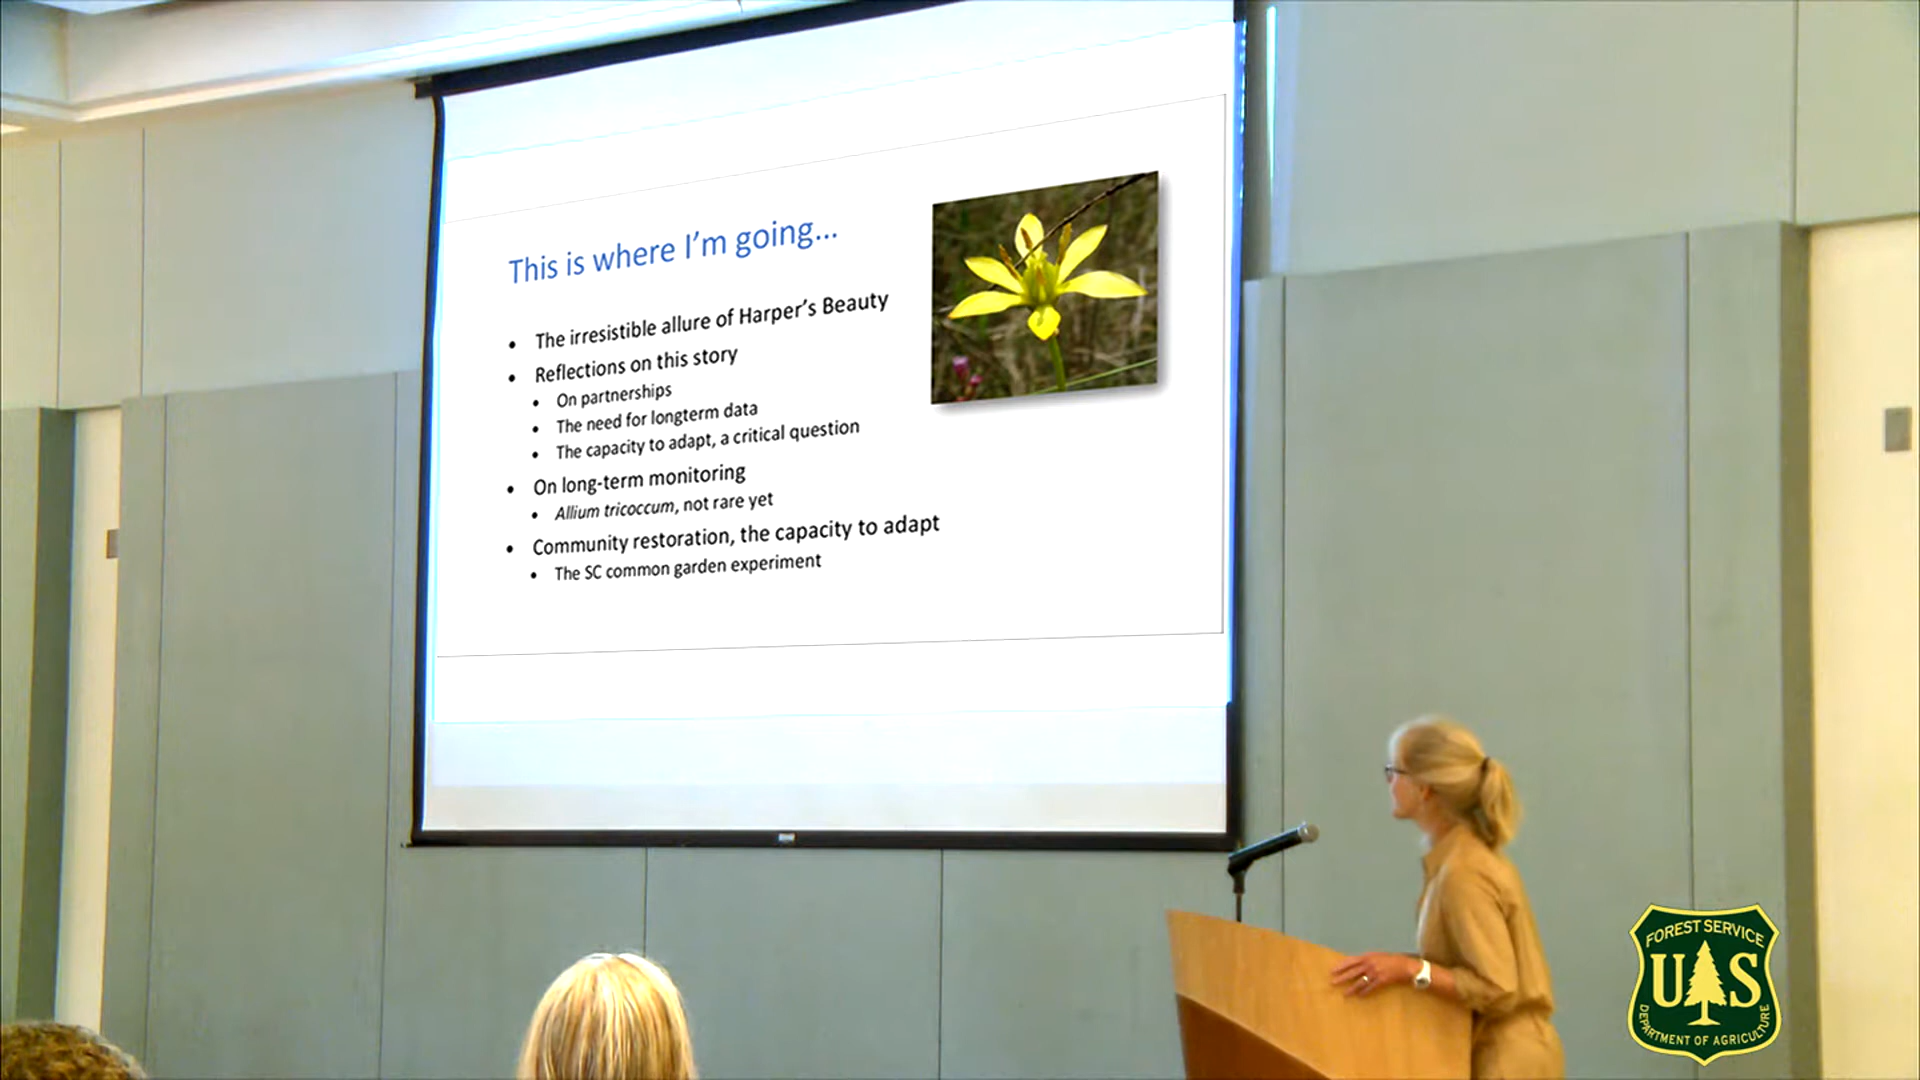 This is where I'm going...
• The irresistible allure of Harper's Beauty
• Reflections on this story
• On partnerships
• The need for longterm data
• The capacity to adapt, a critical question
• On long-term monitoring
• Allium tricoccum, not rare yet
• Community restoration, the capacity to adapt
• The SC common garden experiment
FOREST SERVICE
U S
DEPARTMENT OF AGRICULTURE